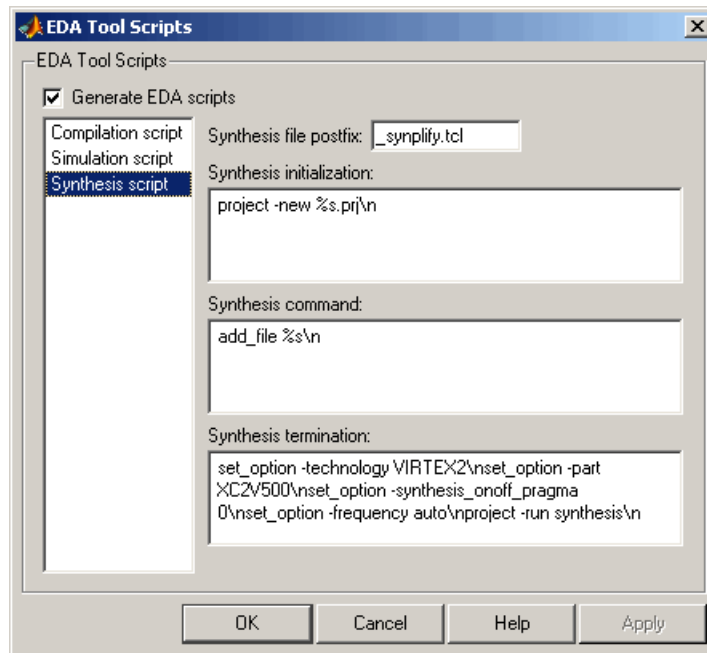 EDA Tool Scripts
EDA Tool Scripts
Generate EDA scripts
Compilation script
Simulation script
Synthesis script
Synthesis file postfix: _synplify.tcl
Synthesis initialization:
project -new %s.prj\n
Synthesis command:
add_file %s\n
Synthesis termination:
set_option -technology VIRTEX2\nset_option -part
XC2V500\nset_option -synthesis_onoff_pragma
0\nset_option -frequency auto\nproject -run synthesis\n
OK Cancel Help Apply